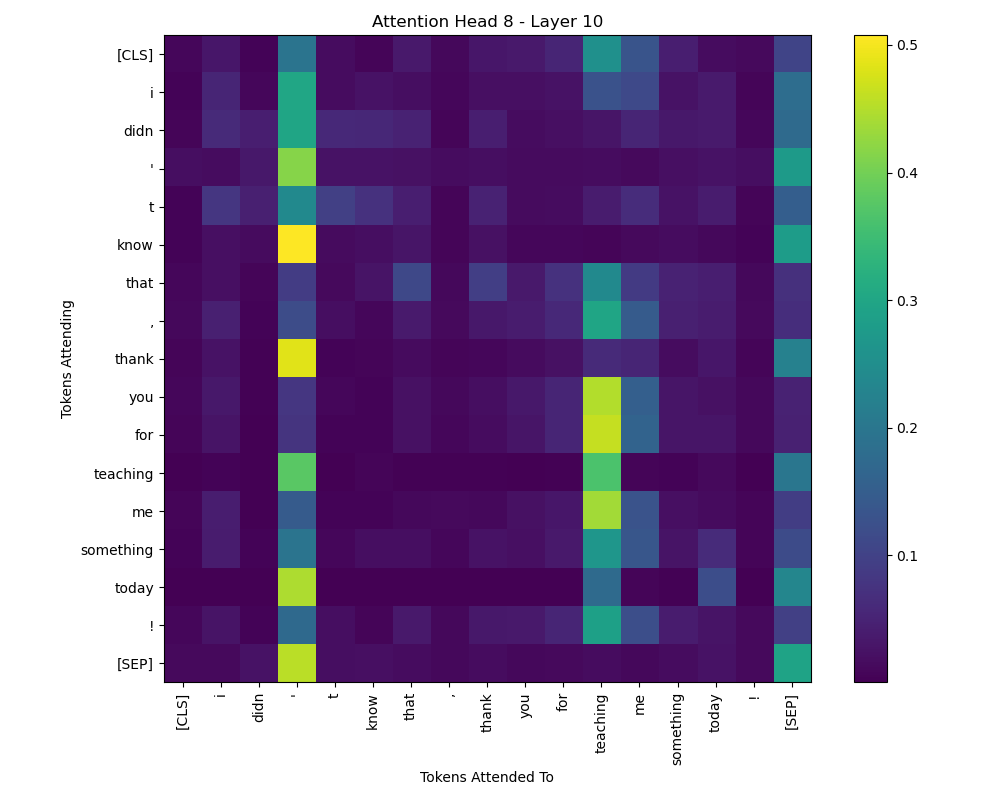 Attention Head 8 - Layer 10
Tokens Attending
[CLS]
i
didn
'
t
know
that
,
thank
you
for
teaching
me
something
today
!
[SEP]
[CLS]
i
didn
'
t
know
that
,
thank
you
for
teaching
me
something
today
!
[SEP]
Tokens Attended To
0.5
0.4
0.3
0.2
0.1